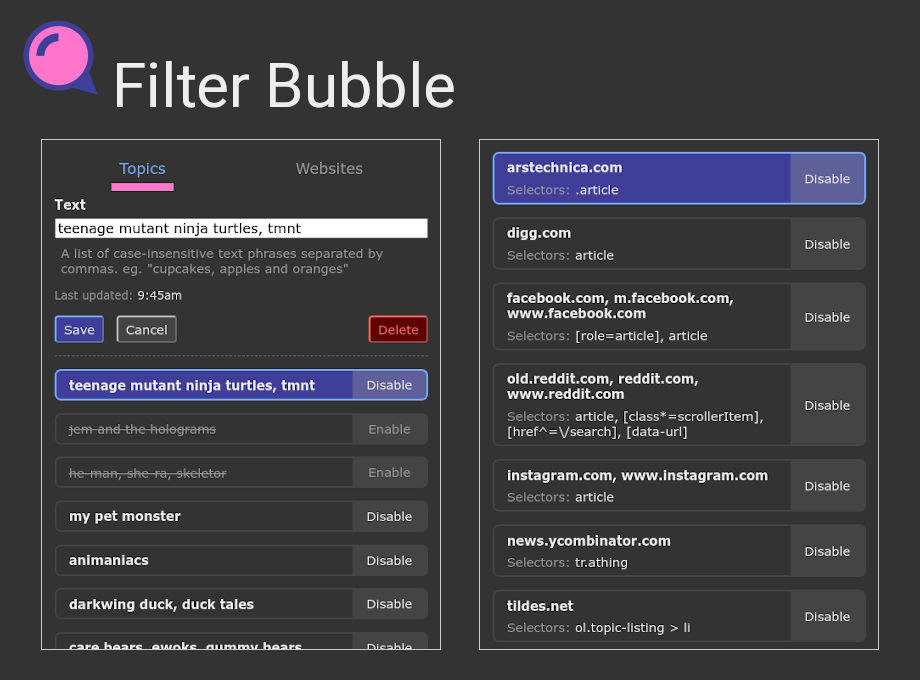 Filter Bubble
Topics
Websites
Text
teenage mutant ninja turtles, tmnt
A list of case-insensitive text phrases separated by
commas. eg. "cupcakes, apples and oranges"
Last updated: 9:45am
Save
Cancel
Delete
teenage mutant ninja turtles, tmnt
Disable
jem and the holograms
Enable
he-man, she-ra, skeletor
Enable
my pet monster
Disable
animaniacs
Disable
darkwing duck, duck tales
Disable
care bears, ewoks, gummy bears
Disable
arstechnica.com
Selectors: .article
Disable
digg.com
Selectors: article
Disable
facebook.com, m.facebook.com,
www.facebook.com
Selectors: [role=article], article
Disable
old.reddit.com, reddit.com,
www.reddit.com
Selectors: article, [class*=scrollerItem],
[href^=\/search], [data-url]
Disable
instagram.com, www.instagram.com
Selectors: article
Disable
news.ycombinator.com
Selectors: tr.athing
Disable
tildes.net
Selectors: ol.topic-listing > li
Disable